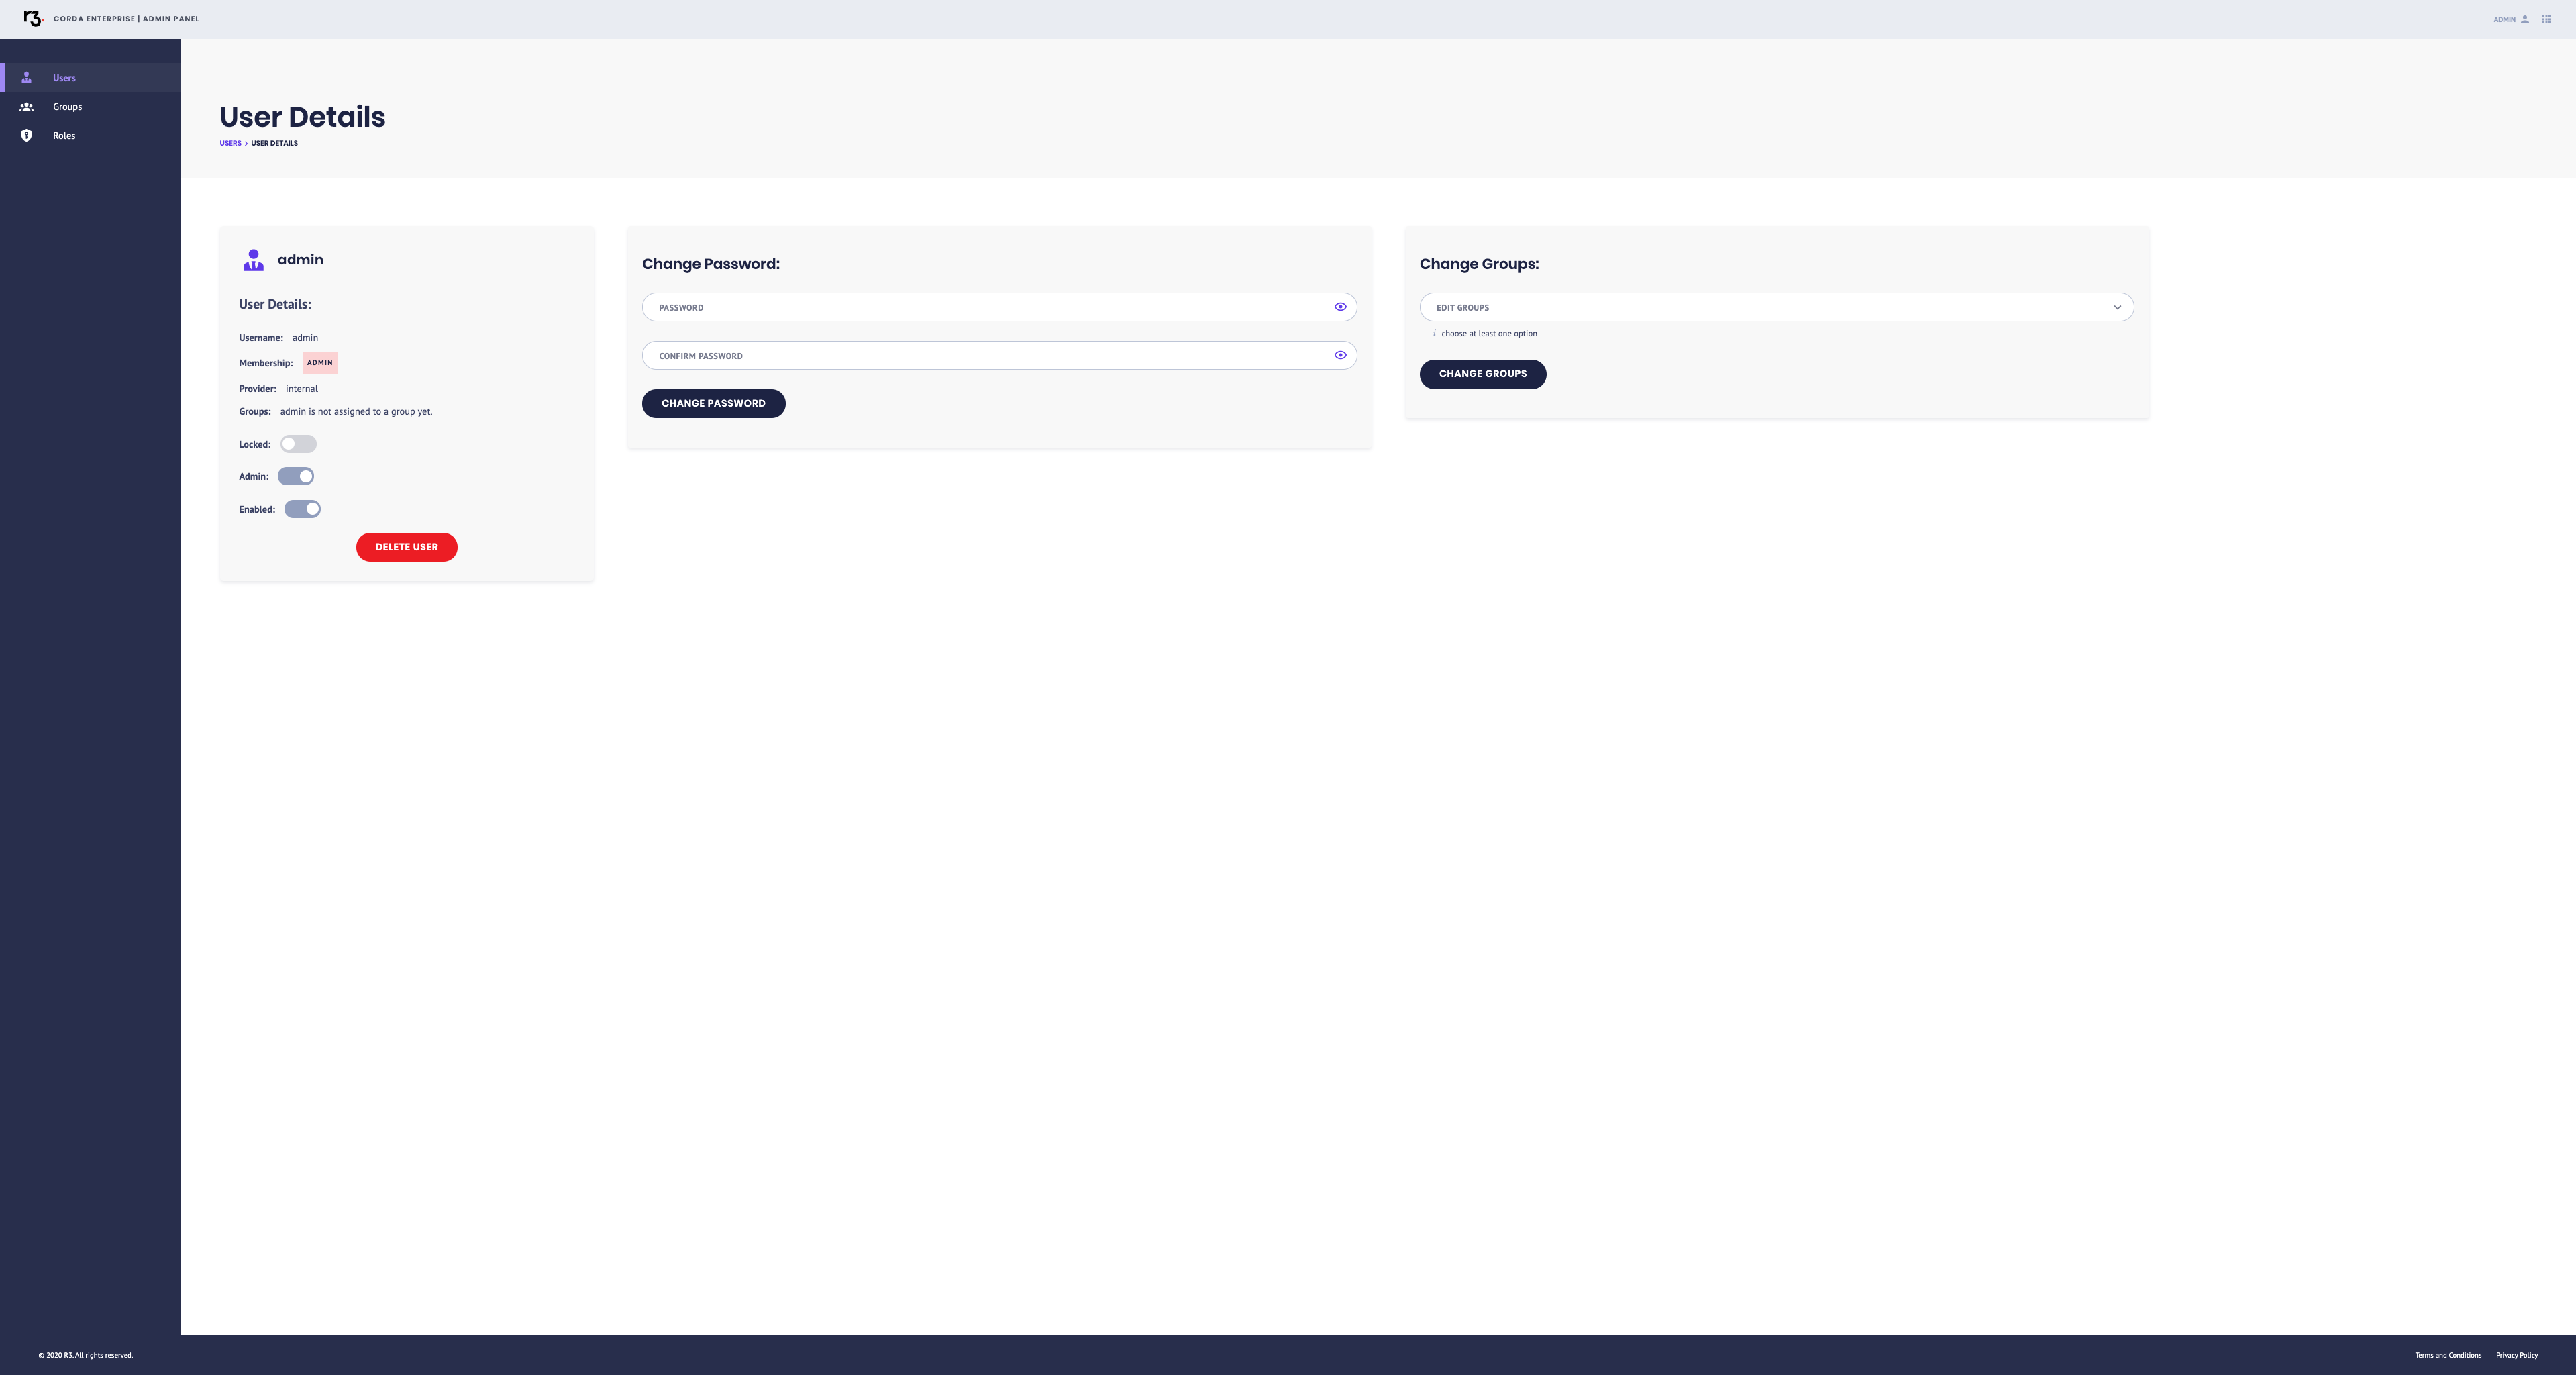 r3.
CORDA ENTERPRISE | ADMIN PANEL
ADMIN
Users
Groups
Roles
User Details
USERS > USER DETAILS
admin
User Details:
Username: admin
Membership: ADMIN
Provider: internal
Groups: admin is not assigned to a group yet.
Locked:
Admin:
Enabled:
DELETE USER
Change Password:
PASSWORD
CONFIRM PASSWORD
CHANGE PASSWORD
Change Groups:
EDIT GROUPS
i choose at least one option
CHANGE GROUPS
© 2020 R3. All rights reserved.
Terms and Conditions
Privacy Policy